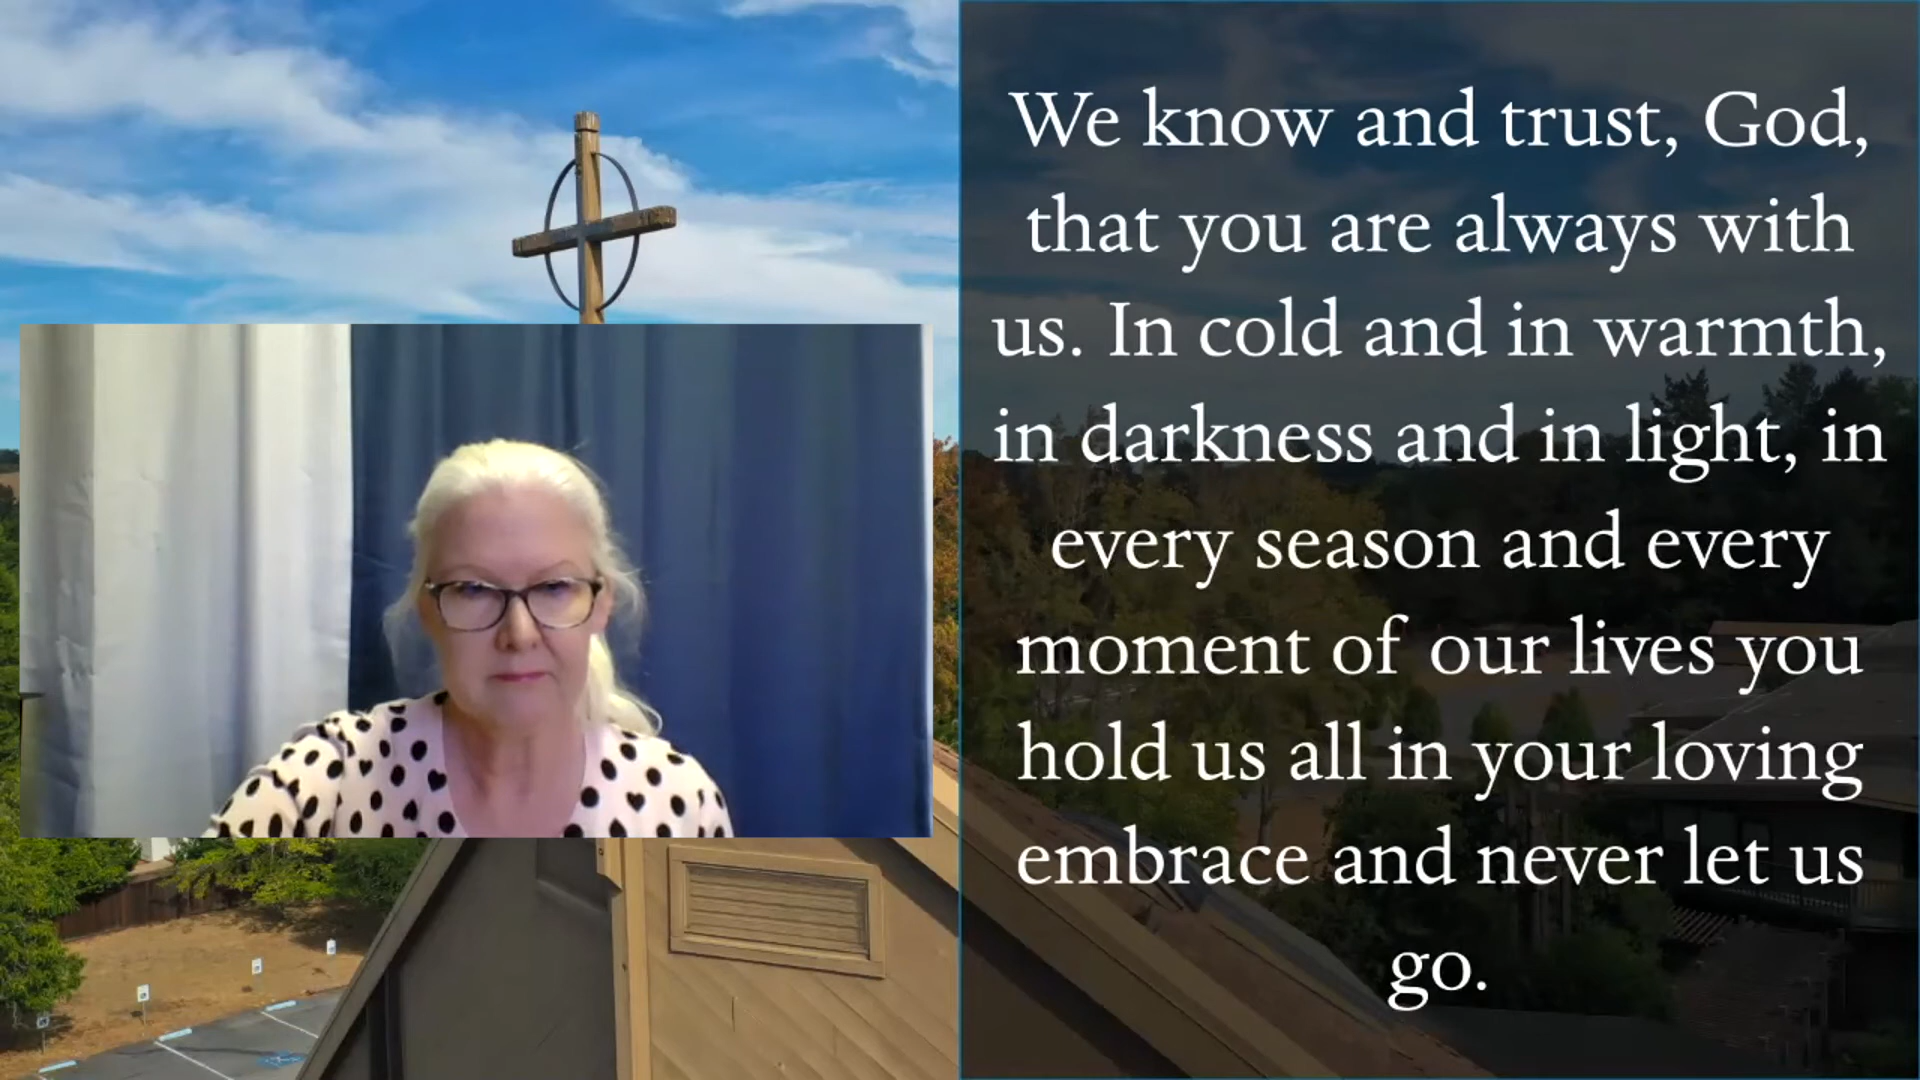 We know and trust, God,
that you are always with
us. In cold and in warmth,
in darkness and in light, in
every season and every
moment of our lives you
hold us all in your loving
embrace and never let us
go.